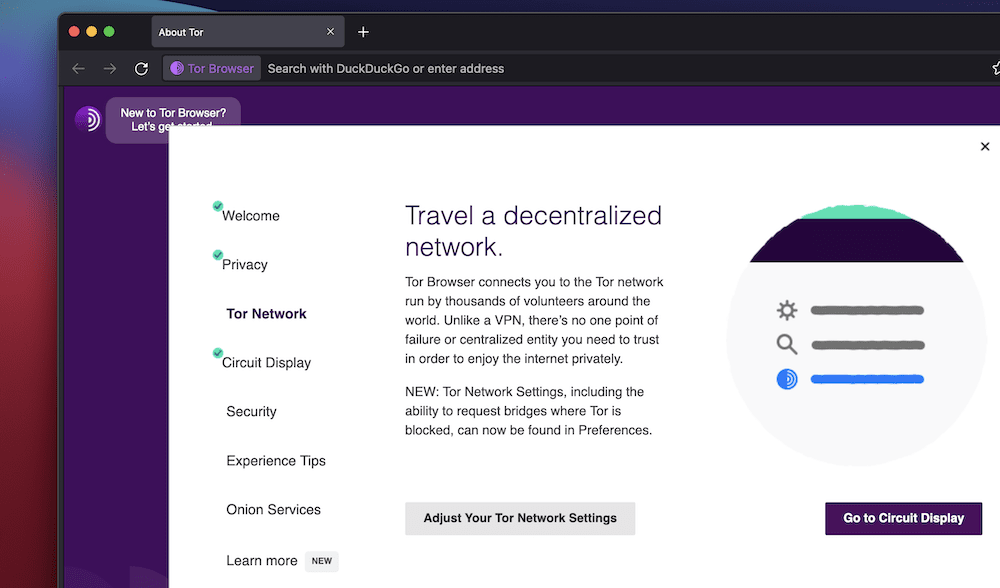 About Tor
Tor Browser Search with DuckDuckGo or enter address
New to Tor Browser?
Let's get started
Welcome
Privacy
Tor Network
Circuit Display
Security
Experience Tips
Onion Services
Learn more NEW
Travel a decentralized
network.
Tor Browser connects you to the Tor network
run by thousands of volunteers around the
world. Unlike a VPN, there's no one point of
failure or centralized entity you need to trust
in order to enjoy the internet privately.
NEW: Tor Network Settings, including the
ability to request bridges where Tor is
blocked, can now be found in Preferences.
Adjust Your Tor Network Settings
Go to Circuit Display